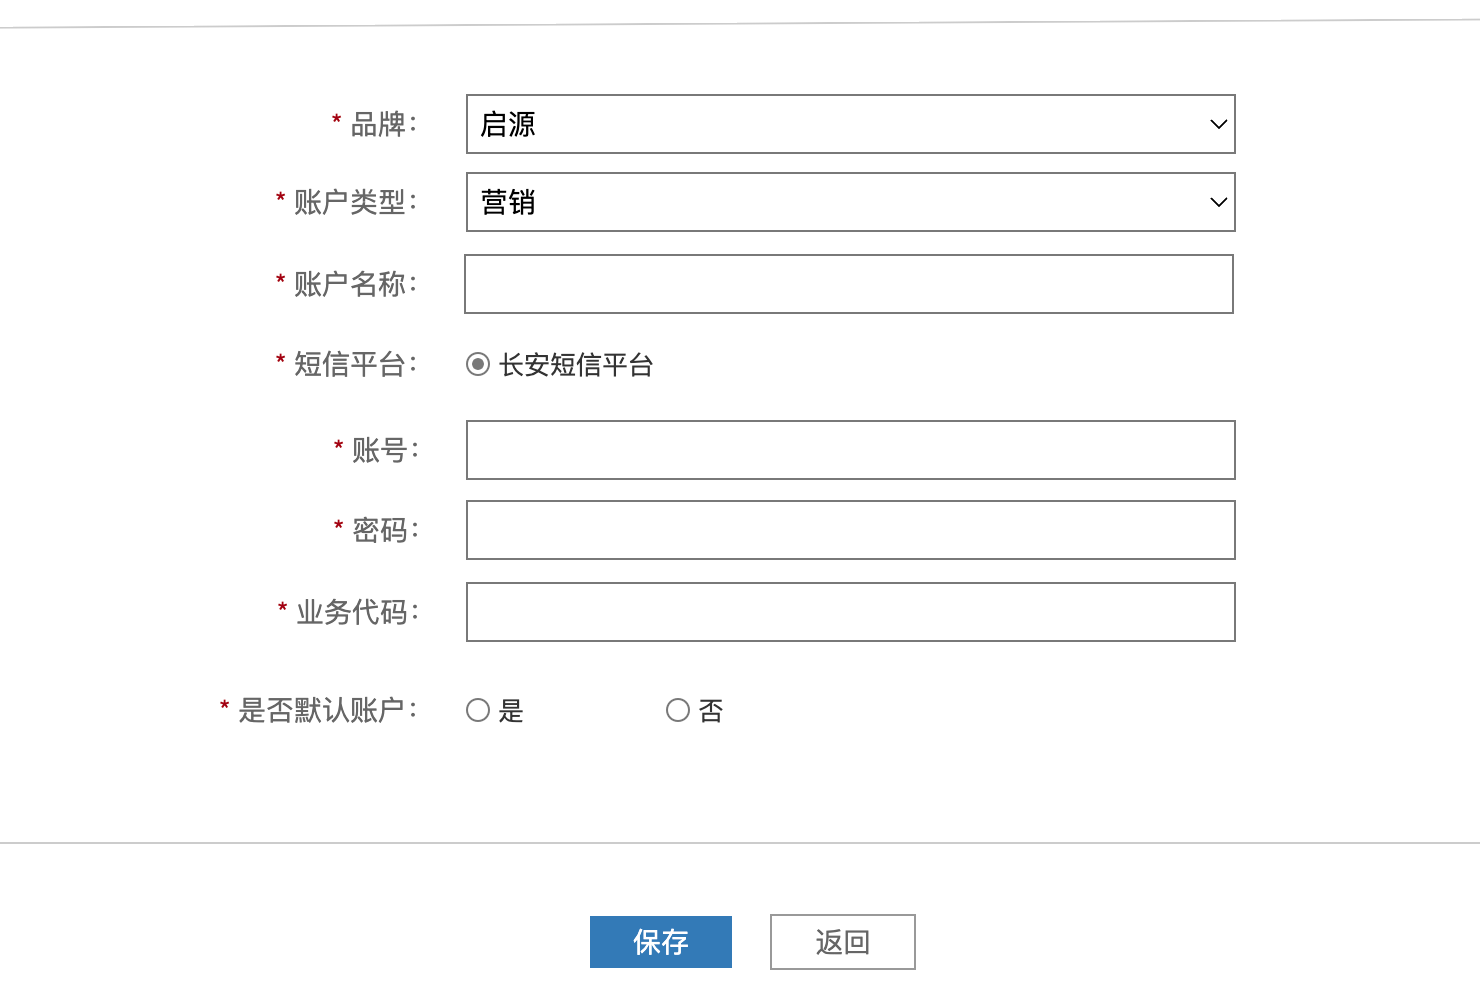 * 品牌： 启源
* 账户类型： 营销
* 账户名称：
* 短信平台： 长安短信平台
* 账号：
* 密码：
* 业务代码：
* 是否默认账户： 是 否
保存 返回